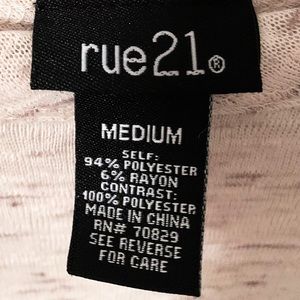 rue21®
MEDIUM
SELF:
94% POLYESTER
6% RAYON
CONTRAST:
100% POLYESTER
MADE IN CHINA
RN# 70829
SEE REVERSE
FOR CARE